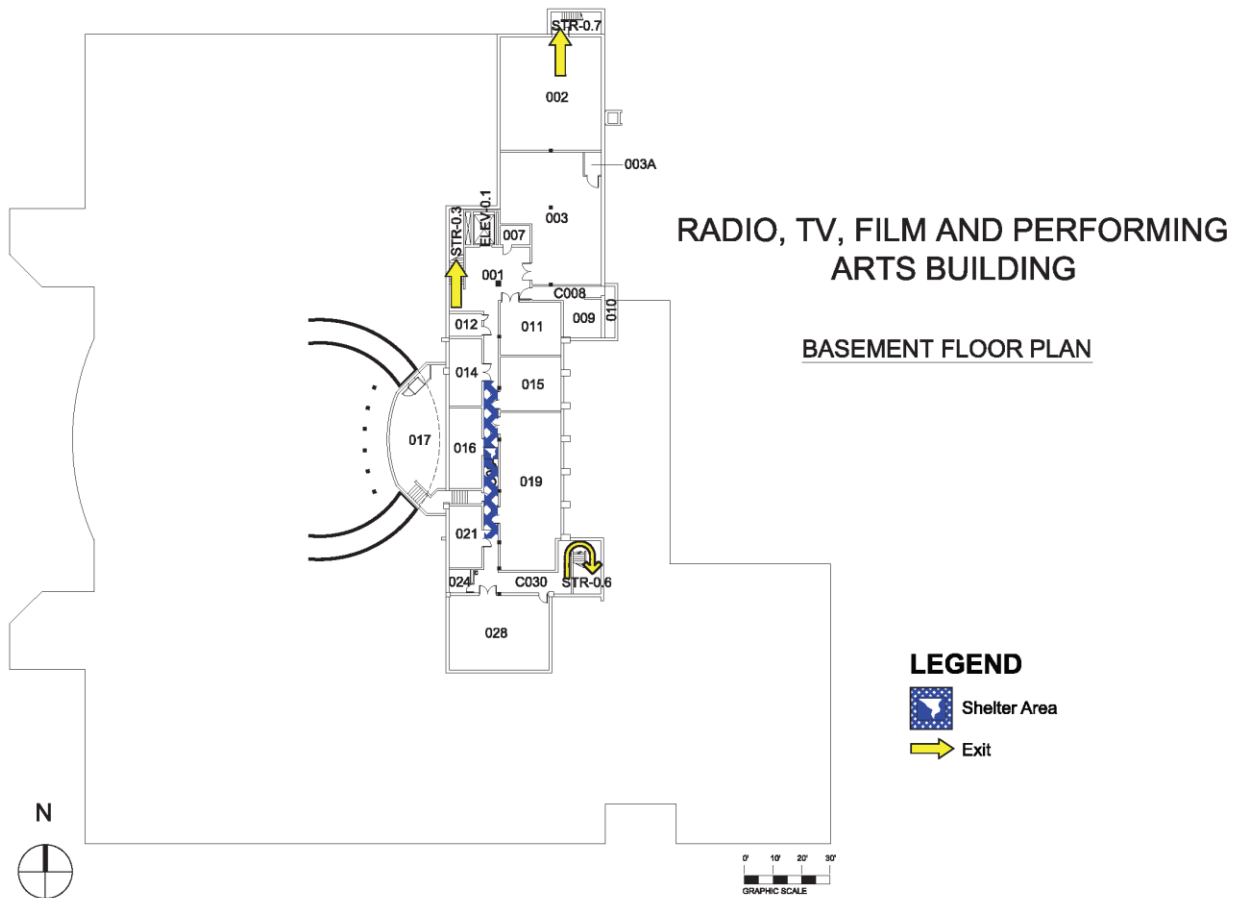 STR-0.7
002
003A
003
STR-0.3
ELEV-0.1
007
001
C008
009
010
012
011
014
015
017
016
019
021
024
C030
STR-0.6
028
RADIO, TV, FILM AND PERFORMING
ARTS BUILDING
BASEMENT FLOOR PLAN
LEGEND
Shelter Area
Exit
N
0' 10' 20' 30'
GRAPHIC SCALE